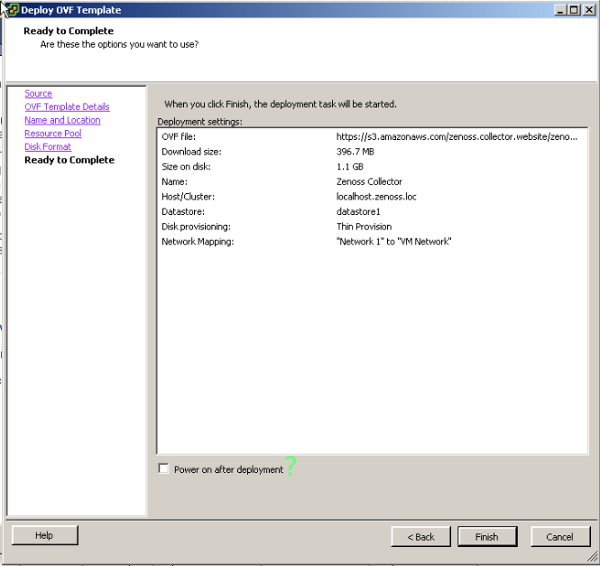 Deploy OVF Template
Ready to Complete
Are these the options you want to use?
Source
OVF Template Details
Name and Location
Resource Pool
Disk Format
Ready to Complete
When you click Finish, the deployment task will be started.
Deployment settings:
OVF file: https://s3.amazonaws.com/zenoss.collector.website/zeno...
Download size: 396.7 MB
Size on disk: 1.1 GB
Name: Zenoss Collector
Host/Cluster: localhost.zenoss.loc
Datastore: datastore1
Disk provisioning: Thin Provision
Network Mapping: "Network 1" to "VM Network"
Power on after deployment ?
Help
< Back
Finish
Cancel